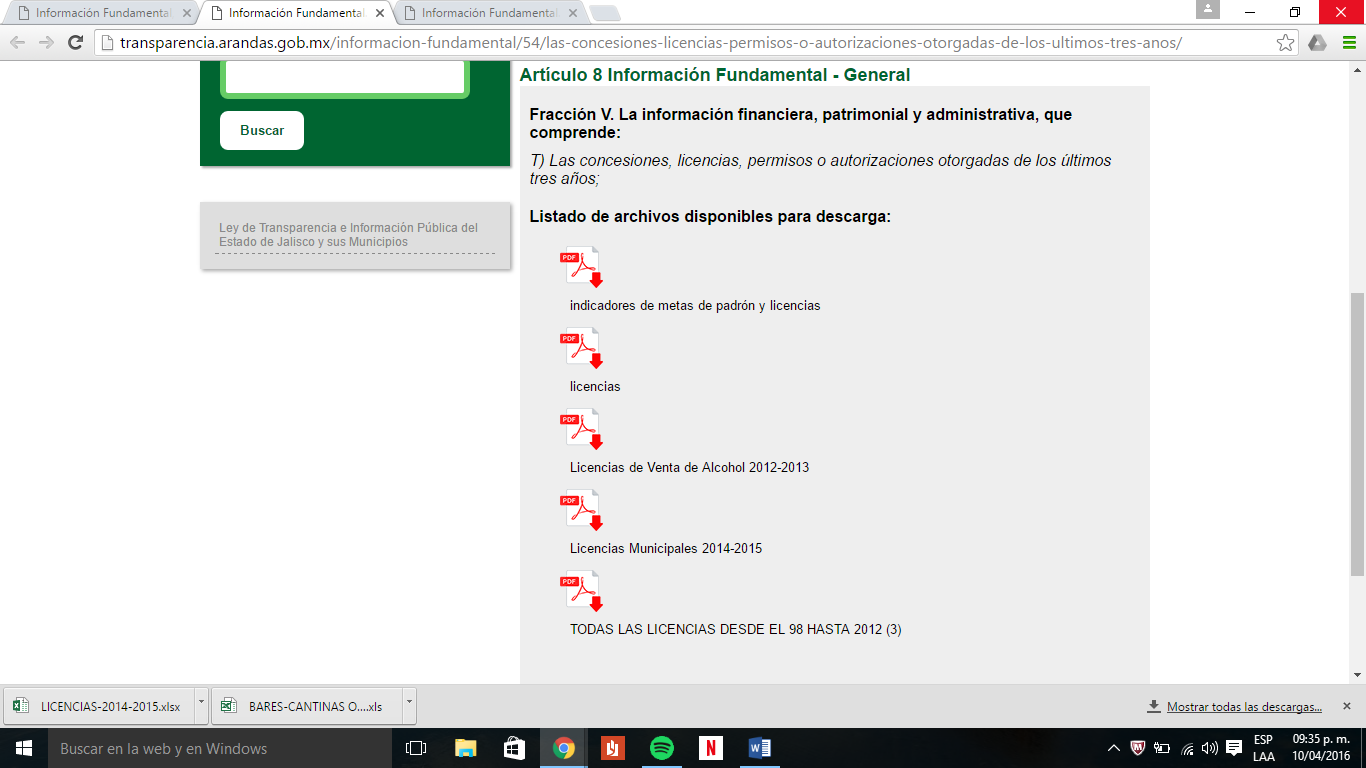 Información Fundamental
Información Fundamental
Información Fundamental
transparencia.arandas.gob.mx/informacion-fundamental/54/las-concesiones-licencias-permisos-o-autorizaciones-otorgadas-de-los-ultimos-tres-anos/
Buscar
Ley de Transparencia e Información Pública del
Estado de Jalisco y sus Municipios
Artículo 8 Información Fundamental - General
Fracción V. La información financiera, patrimonial y administrativa, que
comprende:
T) Las concesiones, licencias, permisos o autorizaciones otorgadas de los últimos
tres años;
Listado de archivos disponibles para descarga:
PDF
indicadores de metas de padrón y licencias
PDF
licencias
PDF
Licencias de Venta de Alcohol 2012-2013
PDF
Licencias Municipales 2014-2015
PDF
TODAS LAS LICENCIAS DESDE EL 98 HASTA 2012 (3)
LICENCIAS-2014-2015.xlsx
BARES-CANTINAS O....xls
Mostrar todas las descargas...
Buscar en la web y en Windows
ESP
LAA
09:35 p. m.
10/04/2016